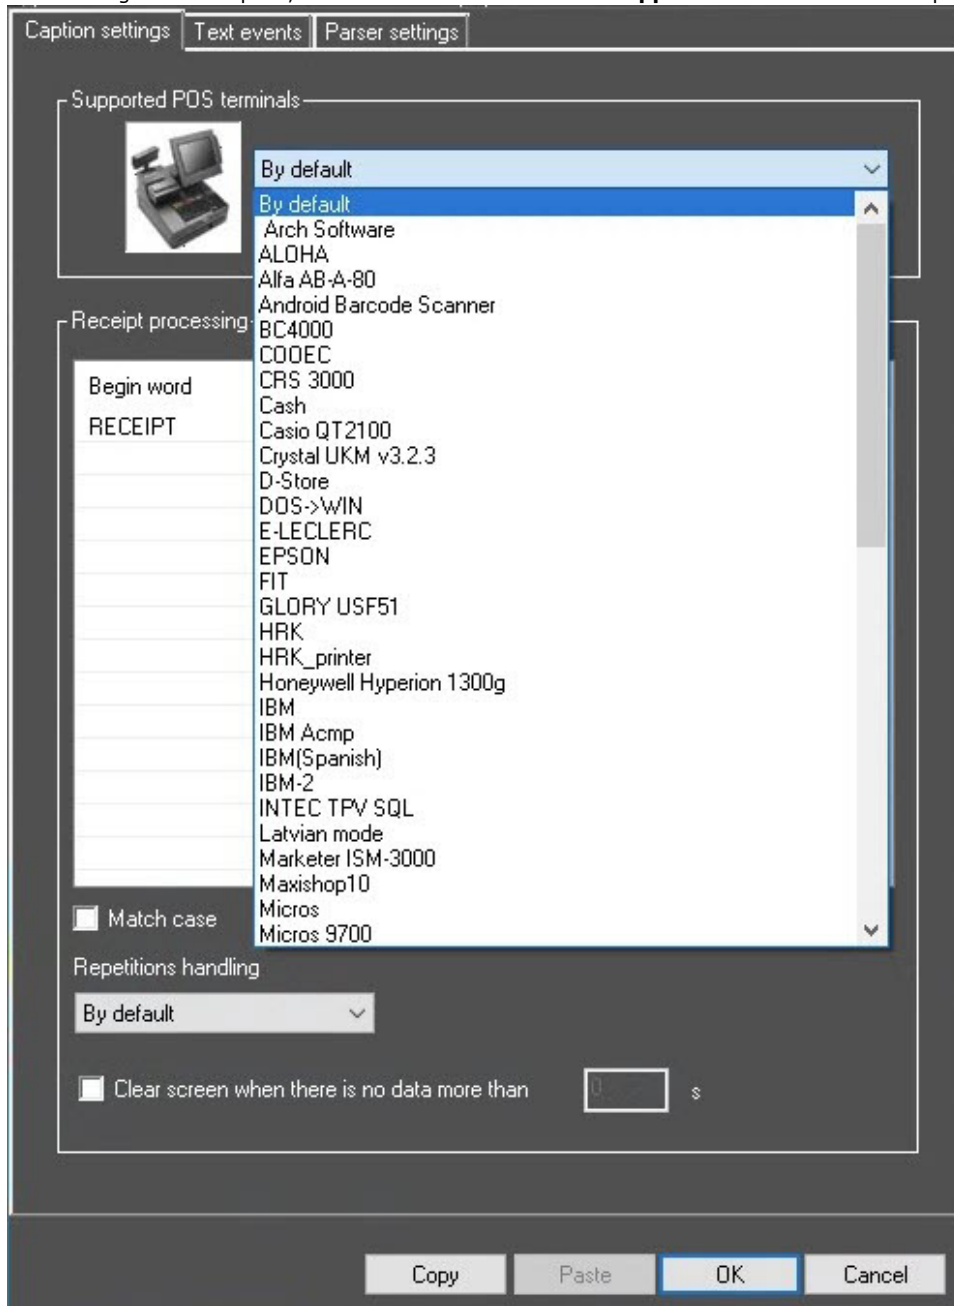 Caption settings Text events Parser settings
Supported POS terminals
By default
By default
Arch Software
ALOHA
Alfa AB-A-80
Android Barcode Scanner
Receipt processing
BC4000
COOEC
CRS 3000
Begin word
Cash
RECEIPT
Casio QT2100
Crystal UKM v3.2.3
D-Store
DOS->WIN
E-LECLERC
EPSON
FIT
GLORY USF51
HRK
HRK_printer
Honeywell Hyperion 1300g
IBM
IBM Acmp
IBM(Spanish)
IBM-2
INTEC TPV SQL
Latvian mode
Marketer ISM-3000
Maxishop10
Micros
Match case
Micros 9700
Repetitions handling
By default
Clear screen when there is no data more than 0 s
Copy Paste OK Cancel